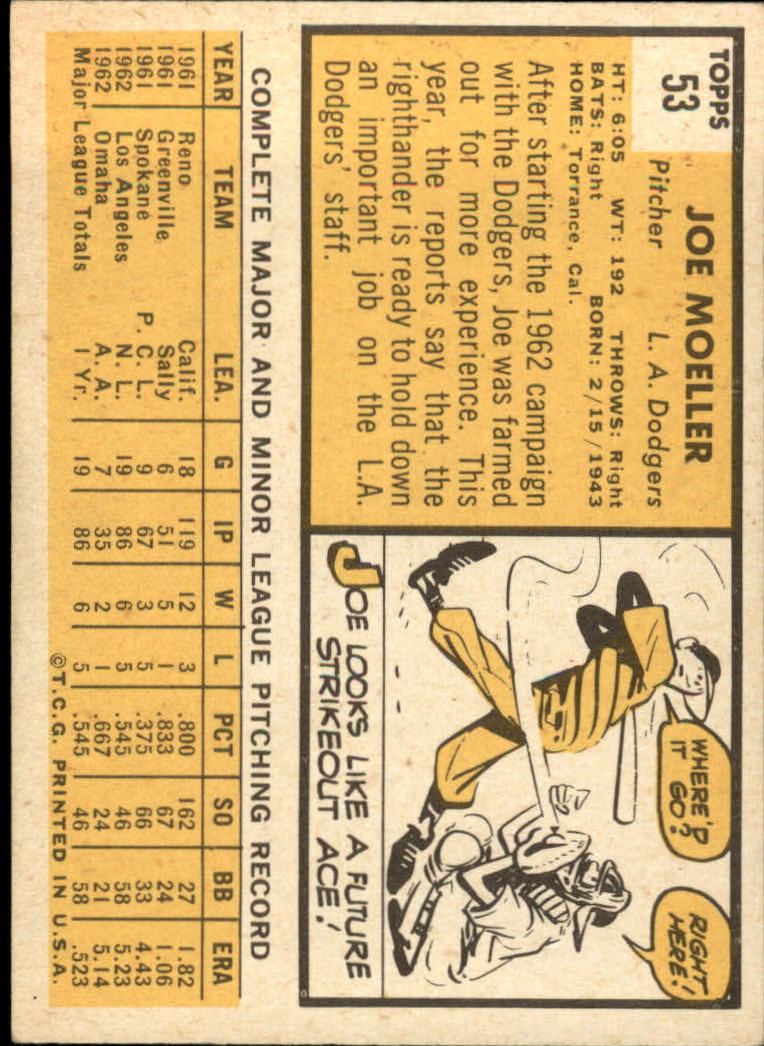 TOPPS
53
JOE MOELLER
Pitcher L. A. Dodgers
HT: 6:05 WT: 192 THROWS: Right
BATS: Right BORN: 2/15/1943
HOME: Torrance, Cal.
After starting the 1962 campaign
with the Dodgers, Joe was farmed
out for more experience. This
year, the reports say that the
righthander is ready to hold down
an important job on the L.A.
Dodgers' staff.
WHERE'D
IT GO?
RIGHT
HERE!
JOE LOOKS LIKE A FUTURE
STRIKEOUT ACE!
COMPLETE MAJOR AND MINOR LEAGUE PITCHING RECORD
YEAR TEAM LEA. G IP W L PCT SO BB ERA
1961 Reno Calif. 18 119 12 3 .800 162 27 1.82
1961 Greenville Sally 6 51 5 1 .833 67 24 1.06
1961 Spokane P. C. L. 9 67 3 5 .375 66 33 4.43
1962 Los Angeles N. L. 19 86 6 5 .545 46 58 5.23
1962 Omaha A. A. 7 35 2 1 .667 24 21 5.14
Major League Totals 1 Yr. 19 86 6 5 .545 46 58 .523
©T.C.G. PRINTED IN U.S.A.